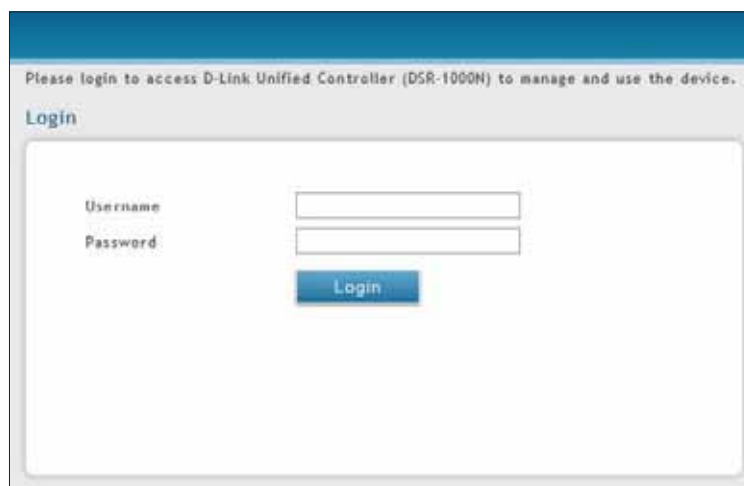 Please login to access D-Link Unified Controller (DSR-1000N) to manage and use the device.
Login
Username
Password
Login